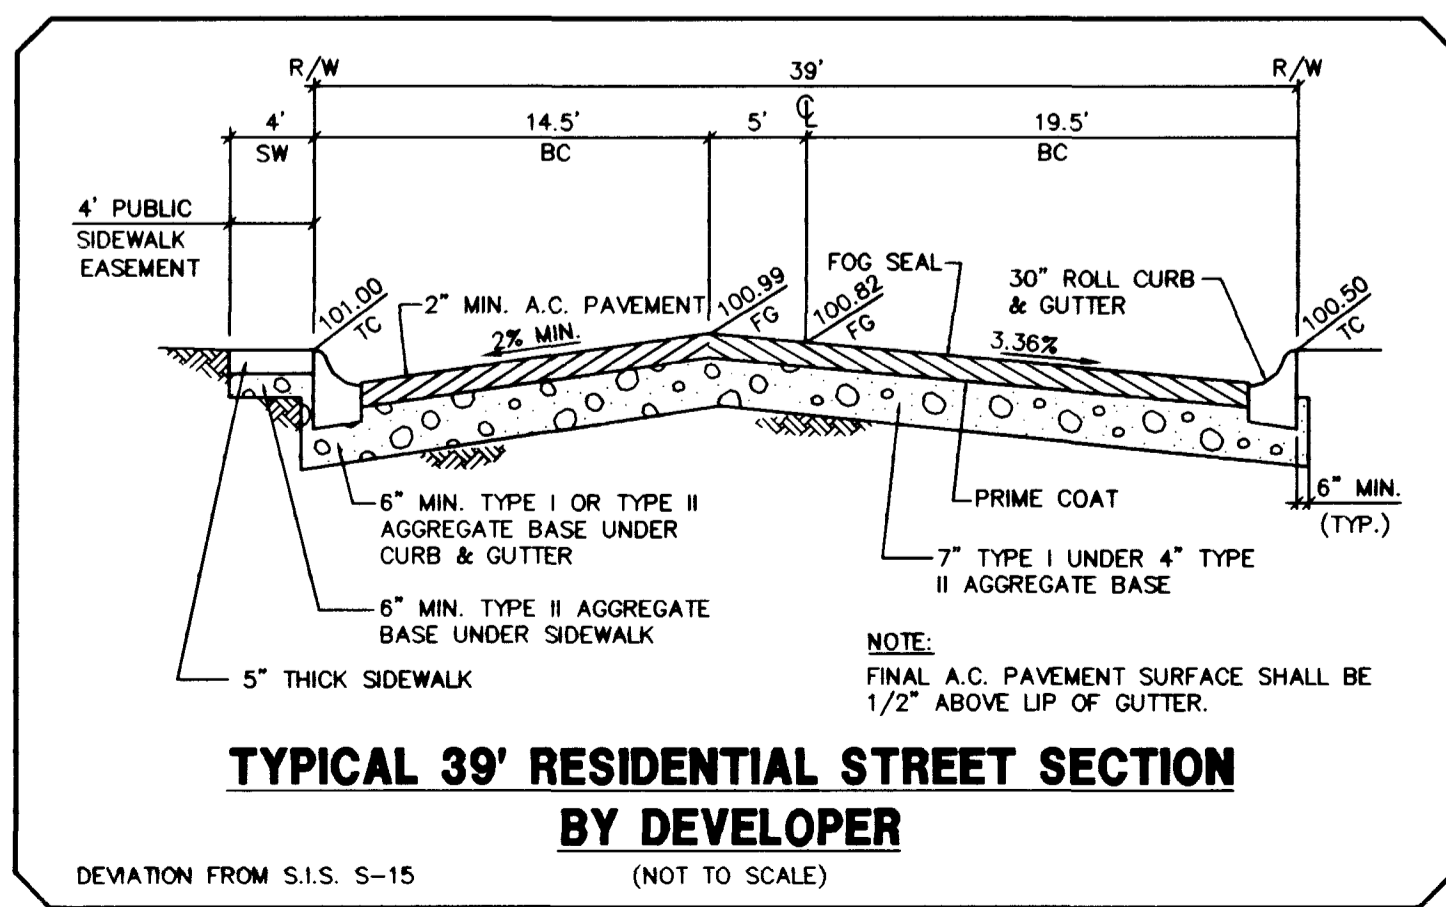 R/W
39'
R/W
4'
14.5'
5'
℄
19.5'
SW
BC
BC
4' PUBLIC
SIDEWALK
EASEMENT
101.00
TC
2" MIN. A.C. PAVEMENT
2% MIN.
100.99
FG
100.82
FG
FOG SEAL
3.36%
30" ROLL CURB
& GUTTER
100.50
TC
6" MIN. TYPE I OR TYPE II
AGGREGATE BASE UNDER
CURB & GUTTER
PRIME COAT
6" MIN.
(TYP.)
7" TYPE I UNDER 4" TYPE
II AGGREGATE BASE
6" MIN. TYPE II AGGREGATE
BASE UNDER SIDEWALK
5" THICK SIDEWALK
NOTE:
FINAL A.C. PAVEMENT SURFACE SHALL BE
1/2" ABOVE LIP OF GUTTER.
TYPICAL 39' RESIDENTIAL STREET SECTION
BY DEVELOPER
DEVIATION FROM S.I.S. S-15
(NOT TO SCALE)